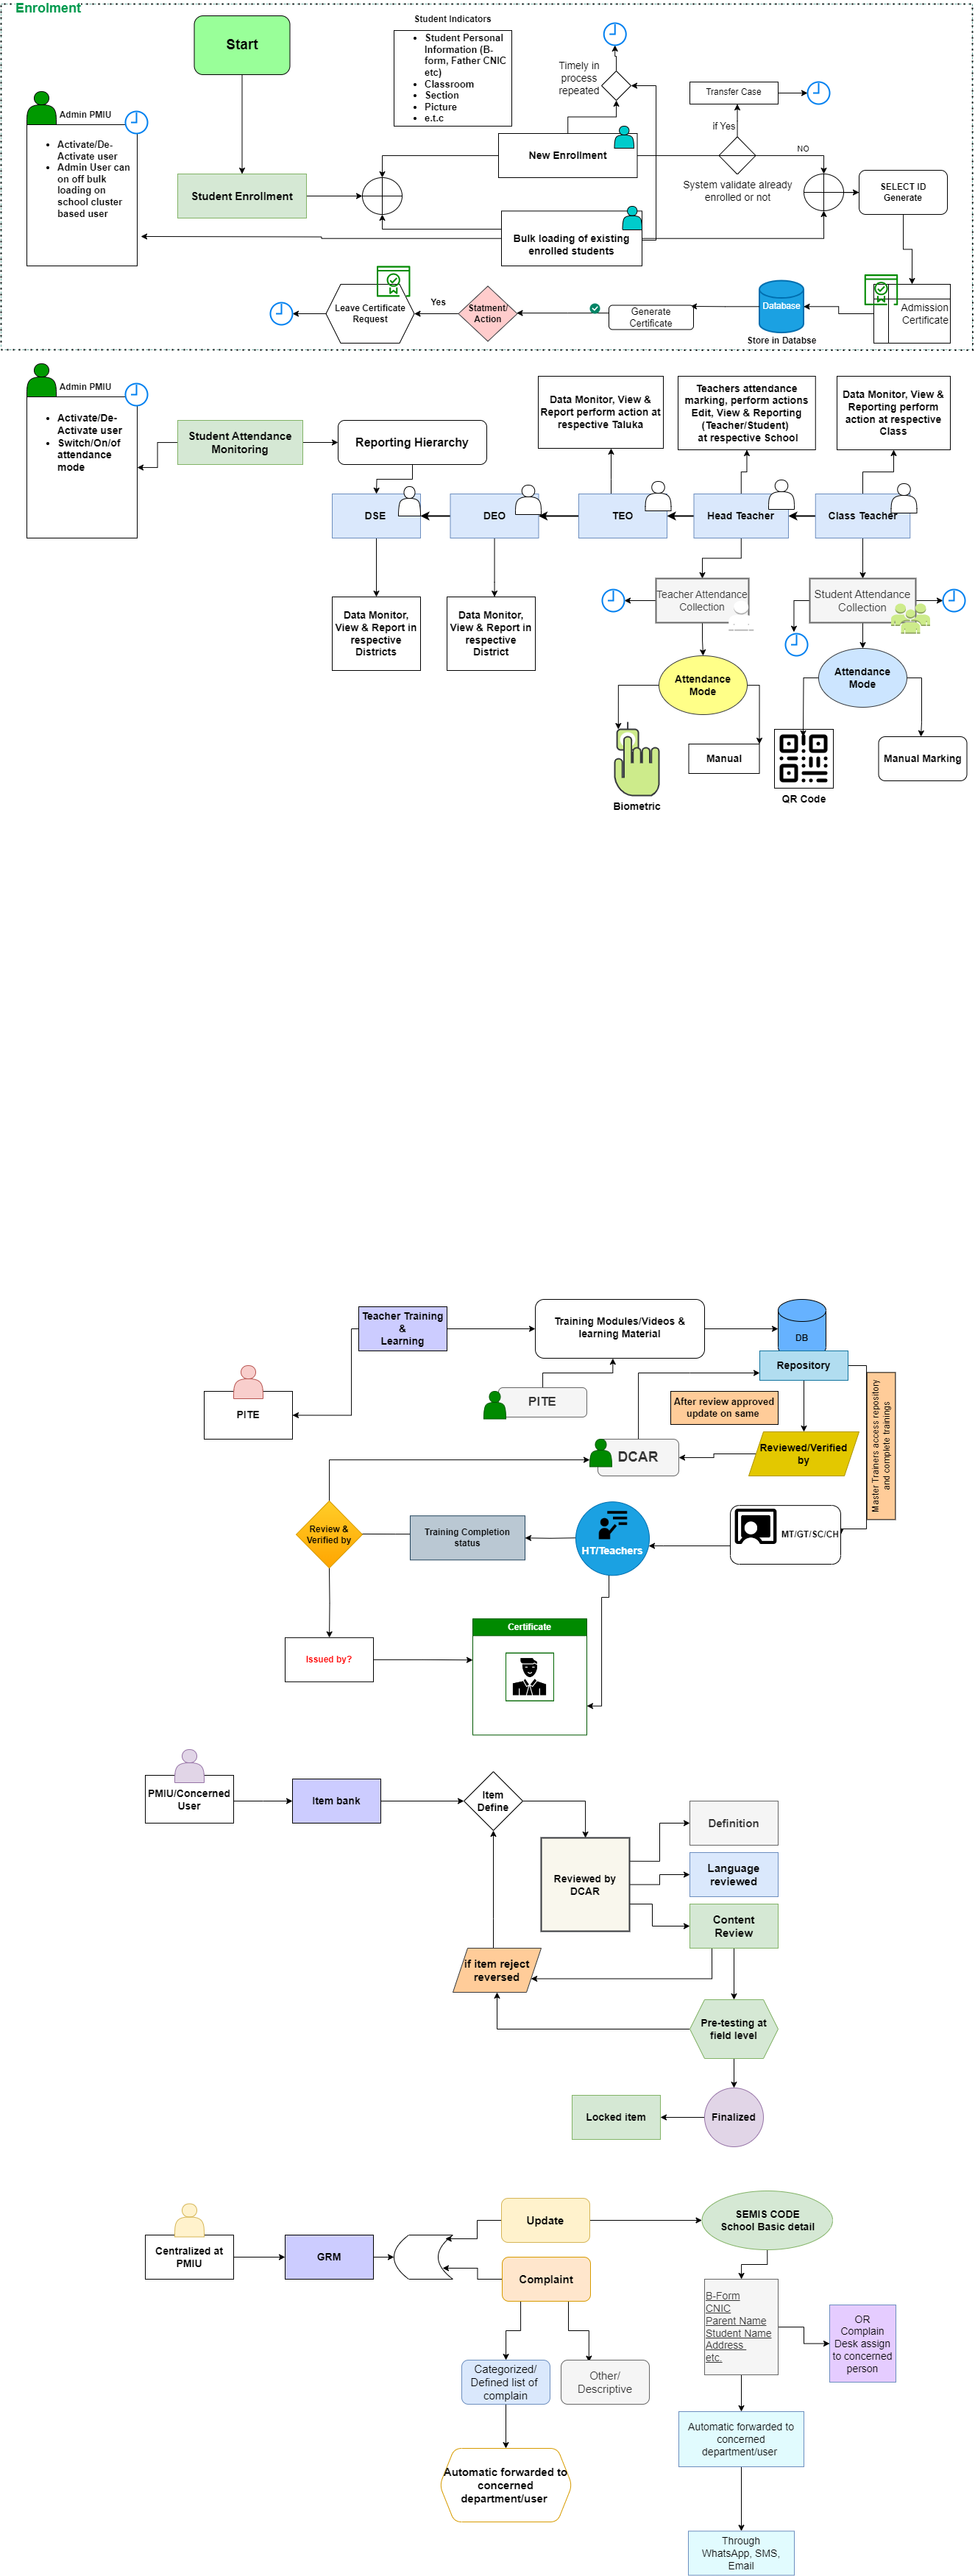 Enrolment
Start
Student Indicators
Student Personal
Information (B-
form, Father CNIC
etc)
Classroom
Section
Picture
e.t.c
Timely in
process
repeated
Transfer Case
if Yes
NO
Admin PMIU
Activate/De-
Activate user
Admin User can
on off bulk
loading on
school cluster
based user
Student Enrollment
New Enrollment
System validate already
enrolled or not
SELECT ID
Generate
Bulk loading of existing
enrolled students
Leave Certificate
Request
Yes
Statment/
Action
Generate
Certificate
Database
Store in Databse
Admission
Certificate
Admin PMIU
Activate/De-
Activate user
Switch/On/of
attendance
mode
Student Attendance
Monitoring
Reporting Hierarchy
Data Monitor, View &
Report perform action at
respective Taluka
Teachers attendance
marking, perform actions
Edit, View & Reporting
(Teacher/Student)
at respective School
Data Monitor, View &
Reporting perform
action at respective
Class
DSE
DEO
TEO
Head Teacher
Class Teacher
Data Monitor,
View & Report in
respective
Districts
Data Monitor,
View & Report in
respective
District
Teacher Attendance
Collection
Student Attendance
Collection
Attendance
Mode
Attendance
Mode
Manual
Manual Marking
Biometric
QR Code
Teacher Training
&
Learning
Training Modules/Videos &
learning Material
DB
Repository
PITE
PITE
After review approved
update on same
Master Trainers access repository
and complete trainings
DCAR
Reviewed/Verified
by
Review &
Verified by
Training Completion
status
HT/Teachers
MT/GT/SC/CH
Certificate
Issued by?
PMIU/Concerned
User
Item bank
Item
Define
Definition
Reviewed by
DCAR
Language
reviewed
Content
Review
if item reject
reversed
Pre-testing at
field level
Locked item
Finalized
Centralized at
PMIU
GRM
Update
Complaint
SEMIS CODE
School Basic detail
B-Form
CNIC
Parent Name
Student Name
Address
etc.
OR
Complain
Desk assign
to concerned
person
Categorized/
Defined list of
complain
Other/
Descriptive
Automatic forwarded to
concerned
department/user
Automatic forwarded to
concerned
department/user
Through
WhatsApp, SMS,
Email